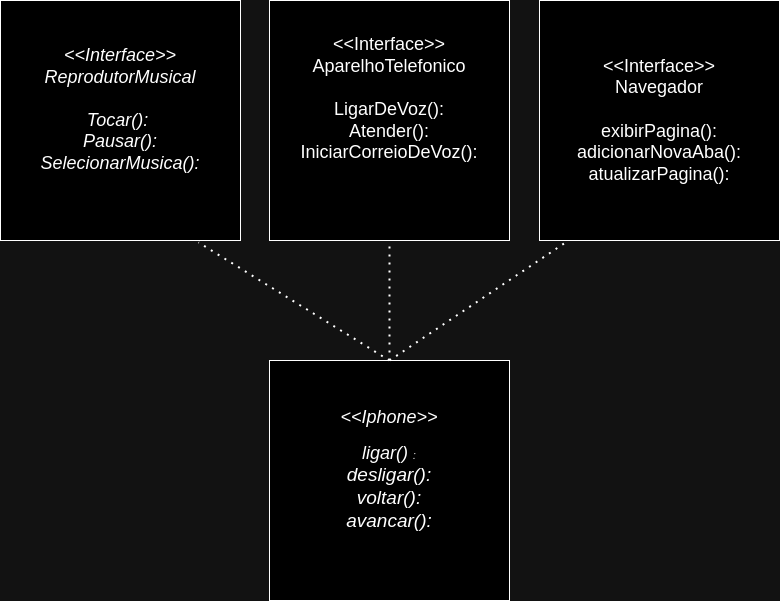 <<Interface>>
ReprodutorMusical
Tocar():
Pausar():
SelecionarMusica():
<<Interface>>
AparelhoTelefonico
LigarDeVoz():
Atender():
IniciarCorreioDeVoz():
<<Interface>>
Navegador
exibirPagina():
adicionarNovaAba():
atualizarPagina():
<<Iphone>>
ligar() :
desligar():
voltar():
avancar():